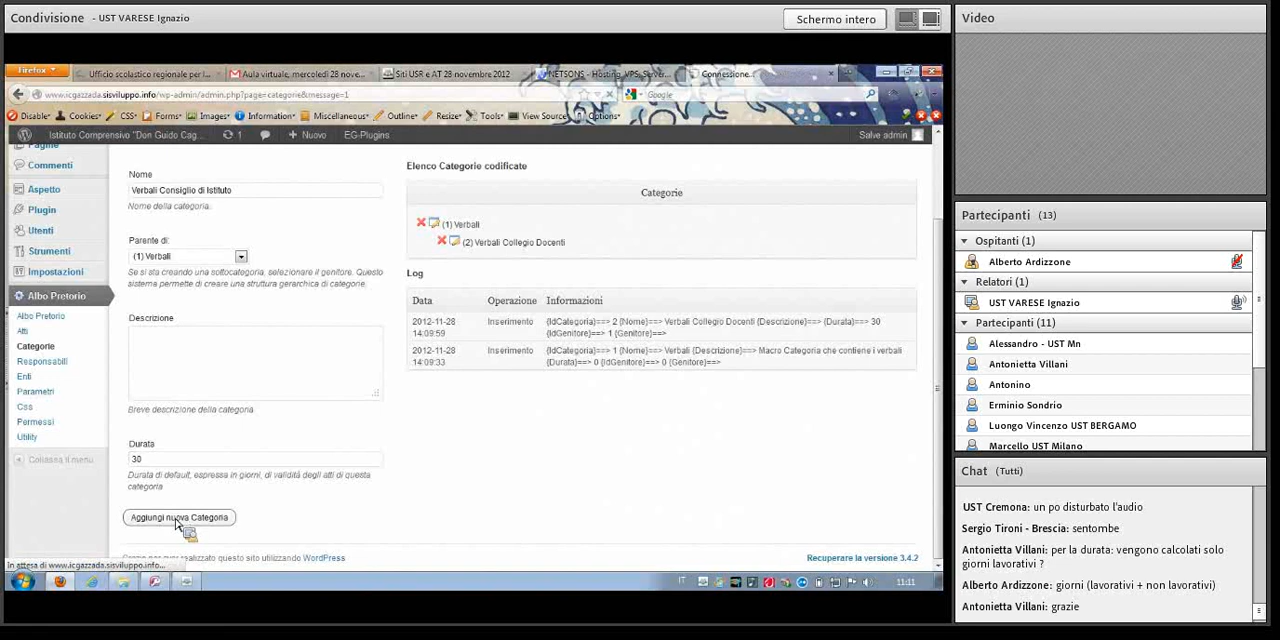 Condivision - UST VARESE Ignazio
Schermo intero
Firefox
Ufficio scolastico regionale per l...
Aula virtuale, mercoledì 28 nove...
Siti USR e AT 28 novembre 2012
NETSONS - Hosting, VPS, Server...
Connessione...
www.icgazzada.sisviluppo.info/wp-admin/admin.php?page=categorie&message=1
Google
Disable
Cookies
CSS
Forms
Images
Information
Miscellaneous
Outline
Resize
Tools
View Source
Options
Istituto Comprensivo "Don Guido Cag...
1
Nuovo
EG-Plugins
Salve admin
Pagine
Commenti
Aspetto
Plugin
Utenti
Strumenti
Impostazioni
Albo Pretorio
Albo Pretorio
Atti
Categorie
Responsabili
Enti
Parametri
Css
Permessi
Utility
Collassa il menu
Nome
Verbali Consiglio di Istituto
Nome della categoria.
Parente di:
(1) Verbali
Se si sta creando una sottocategoria, selezionare il genitore. Questo
sistema permette di creare una struttura gerarchica di categorie.
Descrizione
Breve descrizione della categoria
Durata
30
Durata di default, espressa in giorni, di validità degli atti di questa
categoria
Aggiungi nuova Categoria
Elenco Categorie codificate
Categorie
(1) Verbali
(2) Verbali Collegio Docenti
Log
Data Operazione Informazioni
2012-11-28 Inserimento {IdCategoria}==> 2 {Nome}==> Verbali Collegio Docenti {Descrizione}==> {Durata}==> 30
14:09:59 {IdGenitore}==> 1 {Genitore}==>
2012-11-28 Inserimento {IdCategoria}==> 1 {Nome}==> Verbali {Descrizione}==> Macro Categoria che contiene i verbali
14:09:33 {Durata}==> 0 {IdGenitore}==> 0 {Genitore}==>
realizzato questo sito utilizzando WordPress
Recuperare la versione 3.4.2
In attesa di www.icgazzada.sisviluppo.info...
IT
11:11
Video
Partecipanti (13)
Ospitanti (1)
Alberto Ardizzone
Relatori (1)
UST VARESE Ignazio
Partecipanti (11)
Alessandro - UST Mn
Antonietta Villani
Antonino
Erminio Sondrio
Luongo Vincenzo UST BERGAMO
Marcello UST Milano
Chat (Tutti)
UST Cremona: un po disturbato l'audio
Sergio Tironi - Brescia: sentombe
Antonietta Villani: per la durata: vengono calcolati solo
giorni lavorativi ?
Alberto Ardizzone: giorni (lavorativi + non lavorativi)
Antonietta Villani: grazie